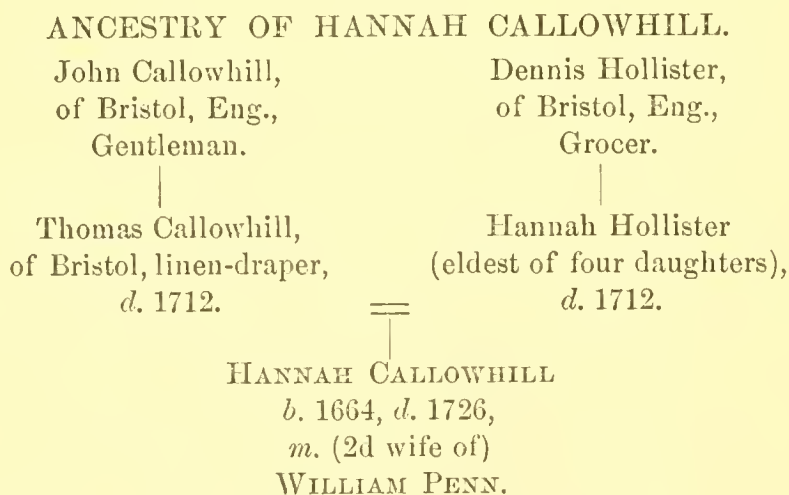 ANCESTRY OF HANNAH CALLOWHILL.
John Callowhill,
of Bristol, Eng.,
Gentleman.
Dennis Hollister,
of Bristol, Eng.,
Grocer.
Thomas Callowhill,
of Bristol, linen-draper,
d. 1712.
Hannah Hollister
(eldest of four daughters),
d. 1712.
=
HANNAH CALLOWHILL
b. 1664, d. 1726,
m. (2d wife of)
WILLIAM PENN.